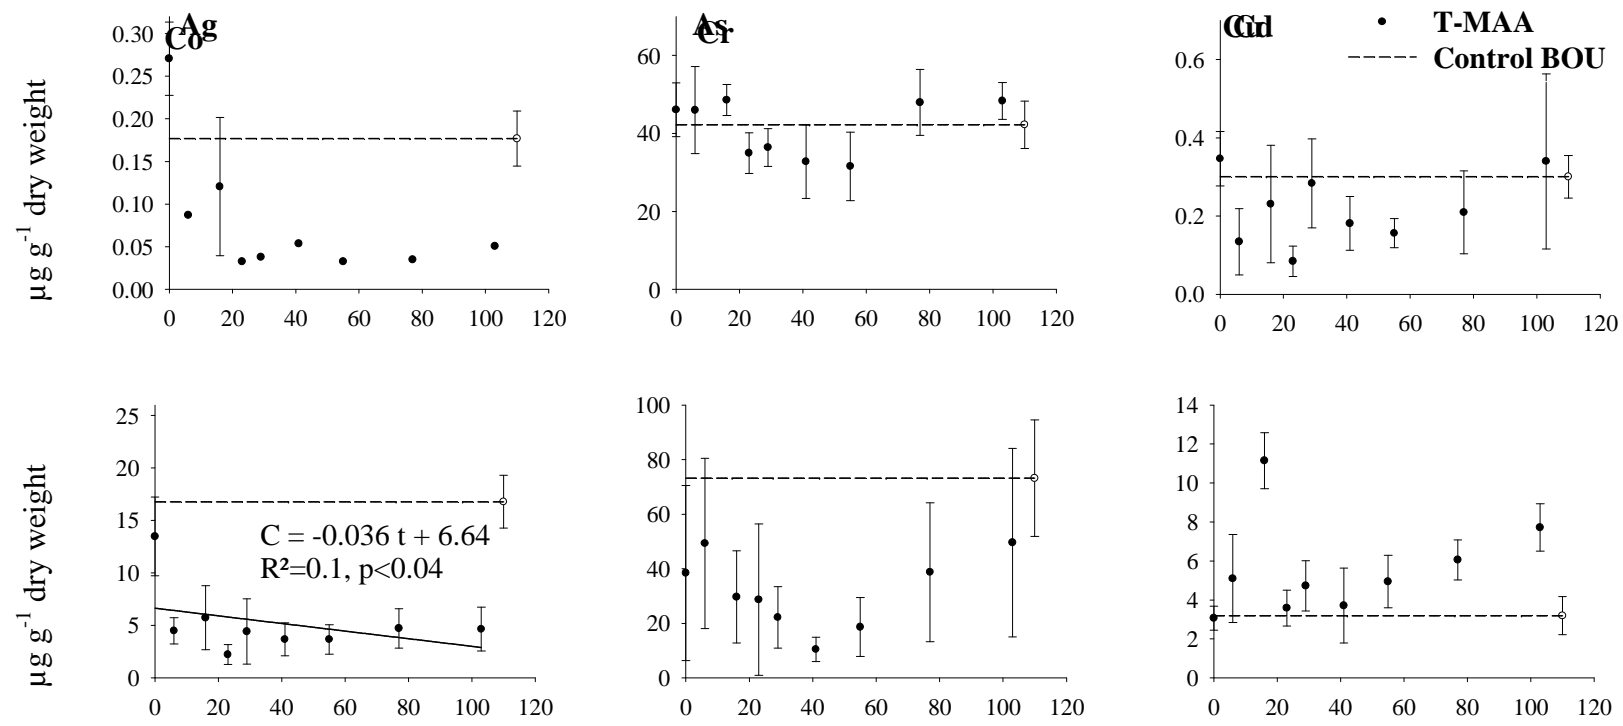 Ag
Co
As
Cr
Cd
Cu
T-MAA
Control BOU
µg g-1 dry weight
0.30
0.25
0.20
0.15
0.10
0.05
0.00
0 20 40 60 80 100 120
60
40
20
0
0 20 40 60 80 100 120
0.6
0.4
0.2
0.0
0 20 40 60 80 100 120
µg g-1 dry weight
25
20
15
10
5
0
C = -0.036 t + 6.64
R²=0.1, p<0.04
0 20 40 60 80 100 120
100
80
60
40
20
0
0 20 40 60 80 100 120
14
12
10
8
6
4
2
0
0 20 40 60 80 100 120